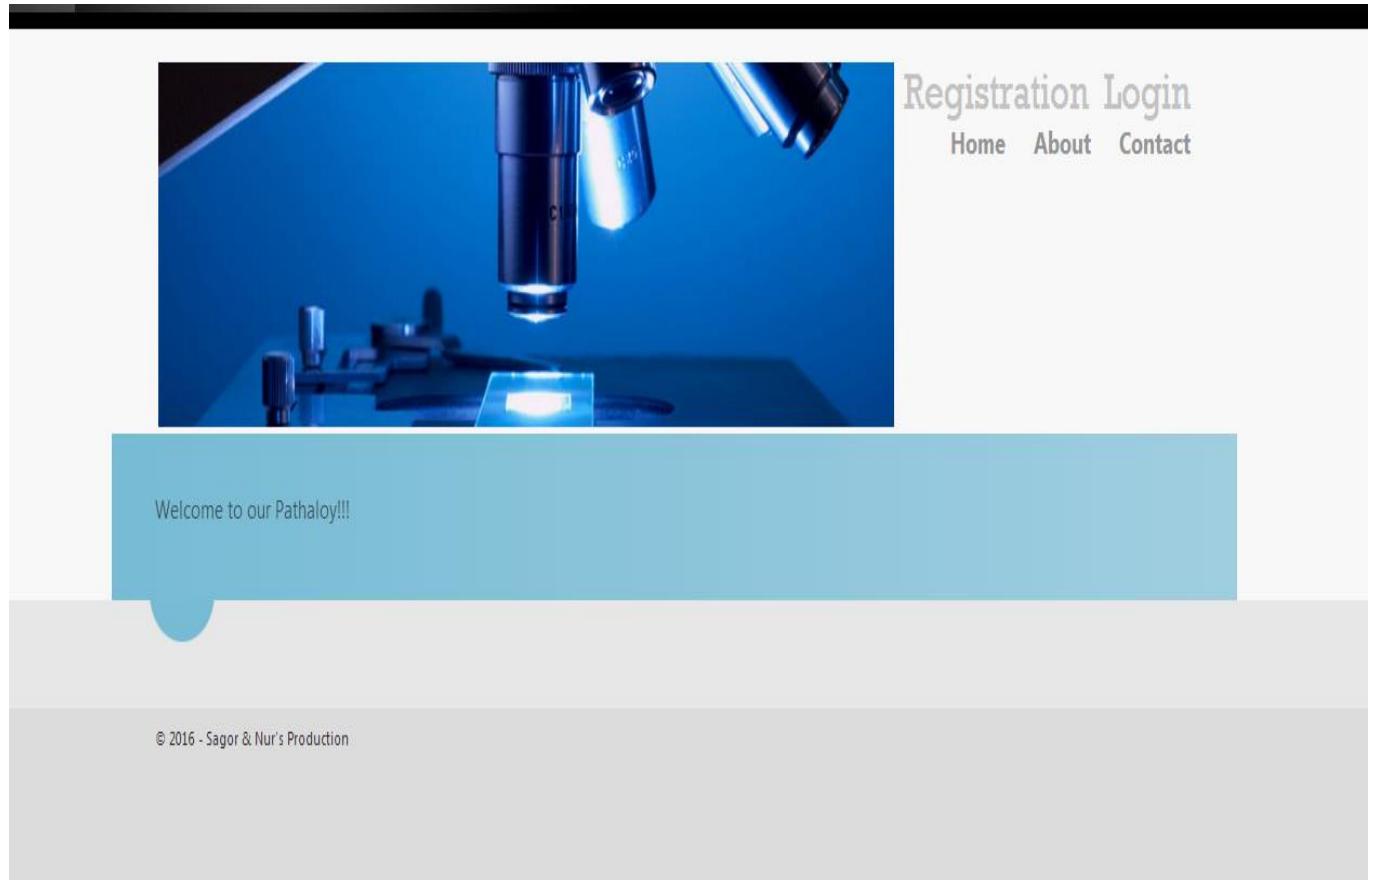 Registration Login
Home About Contact
Welcome to our Pathaloy!!!
© 2016 - Sagor & Nur's Production